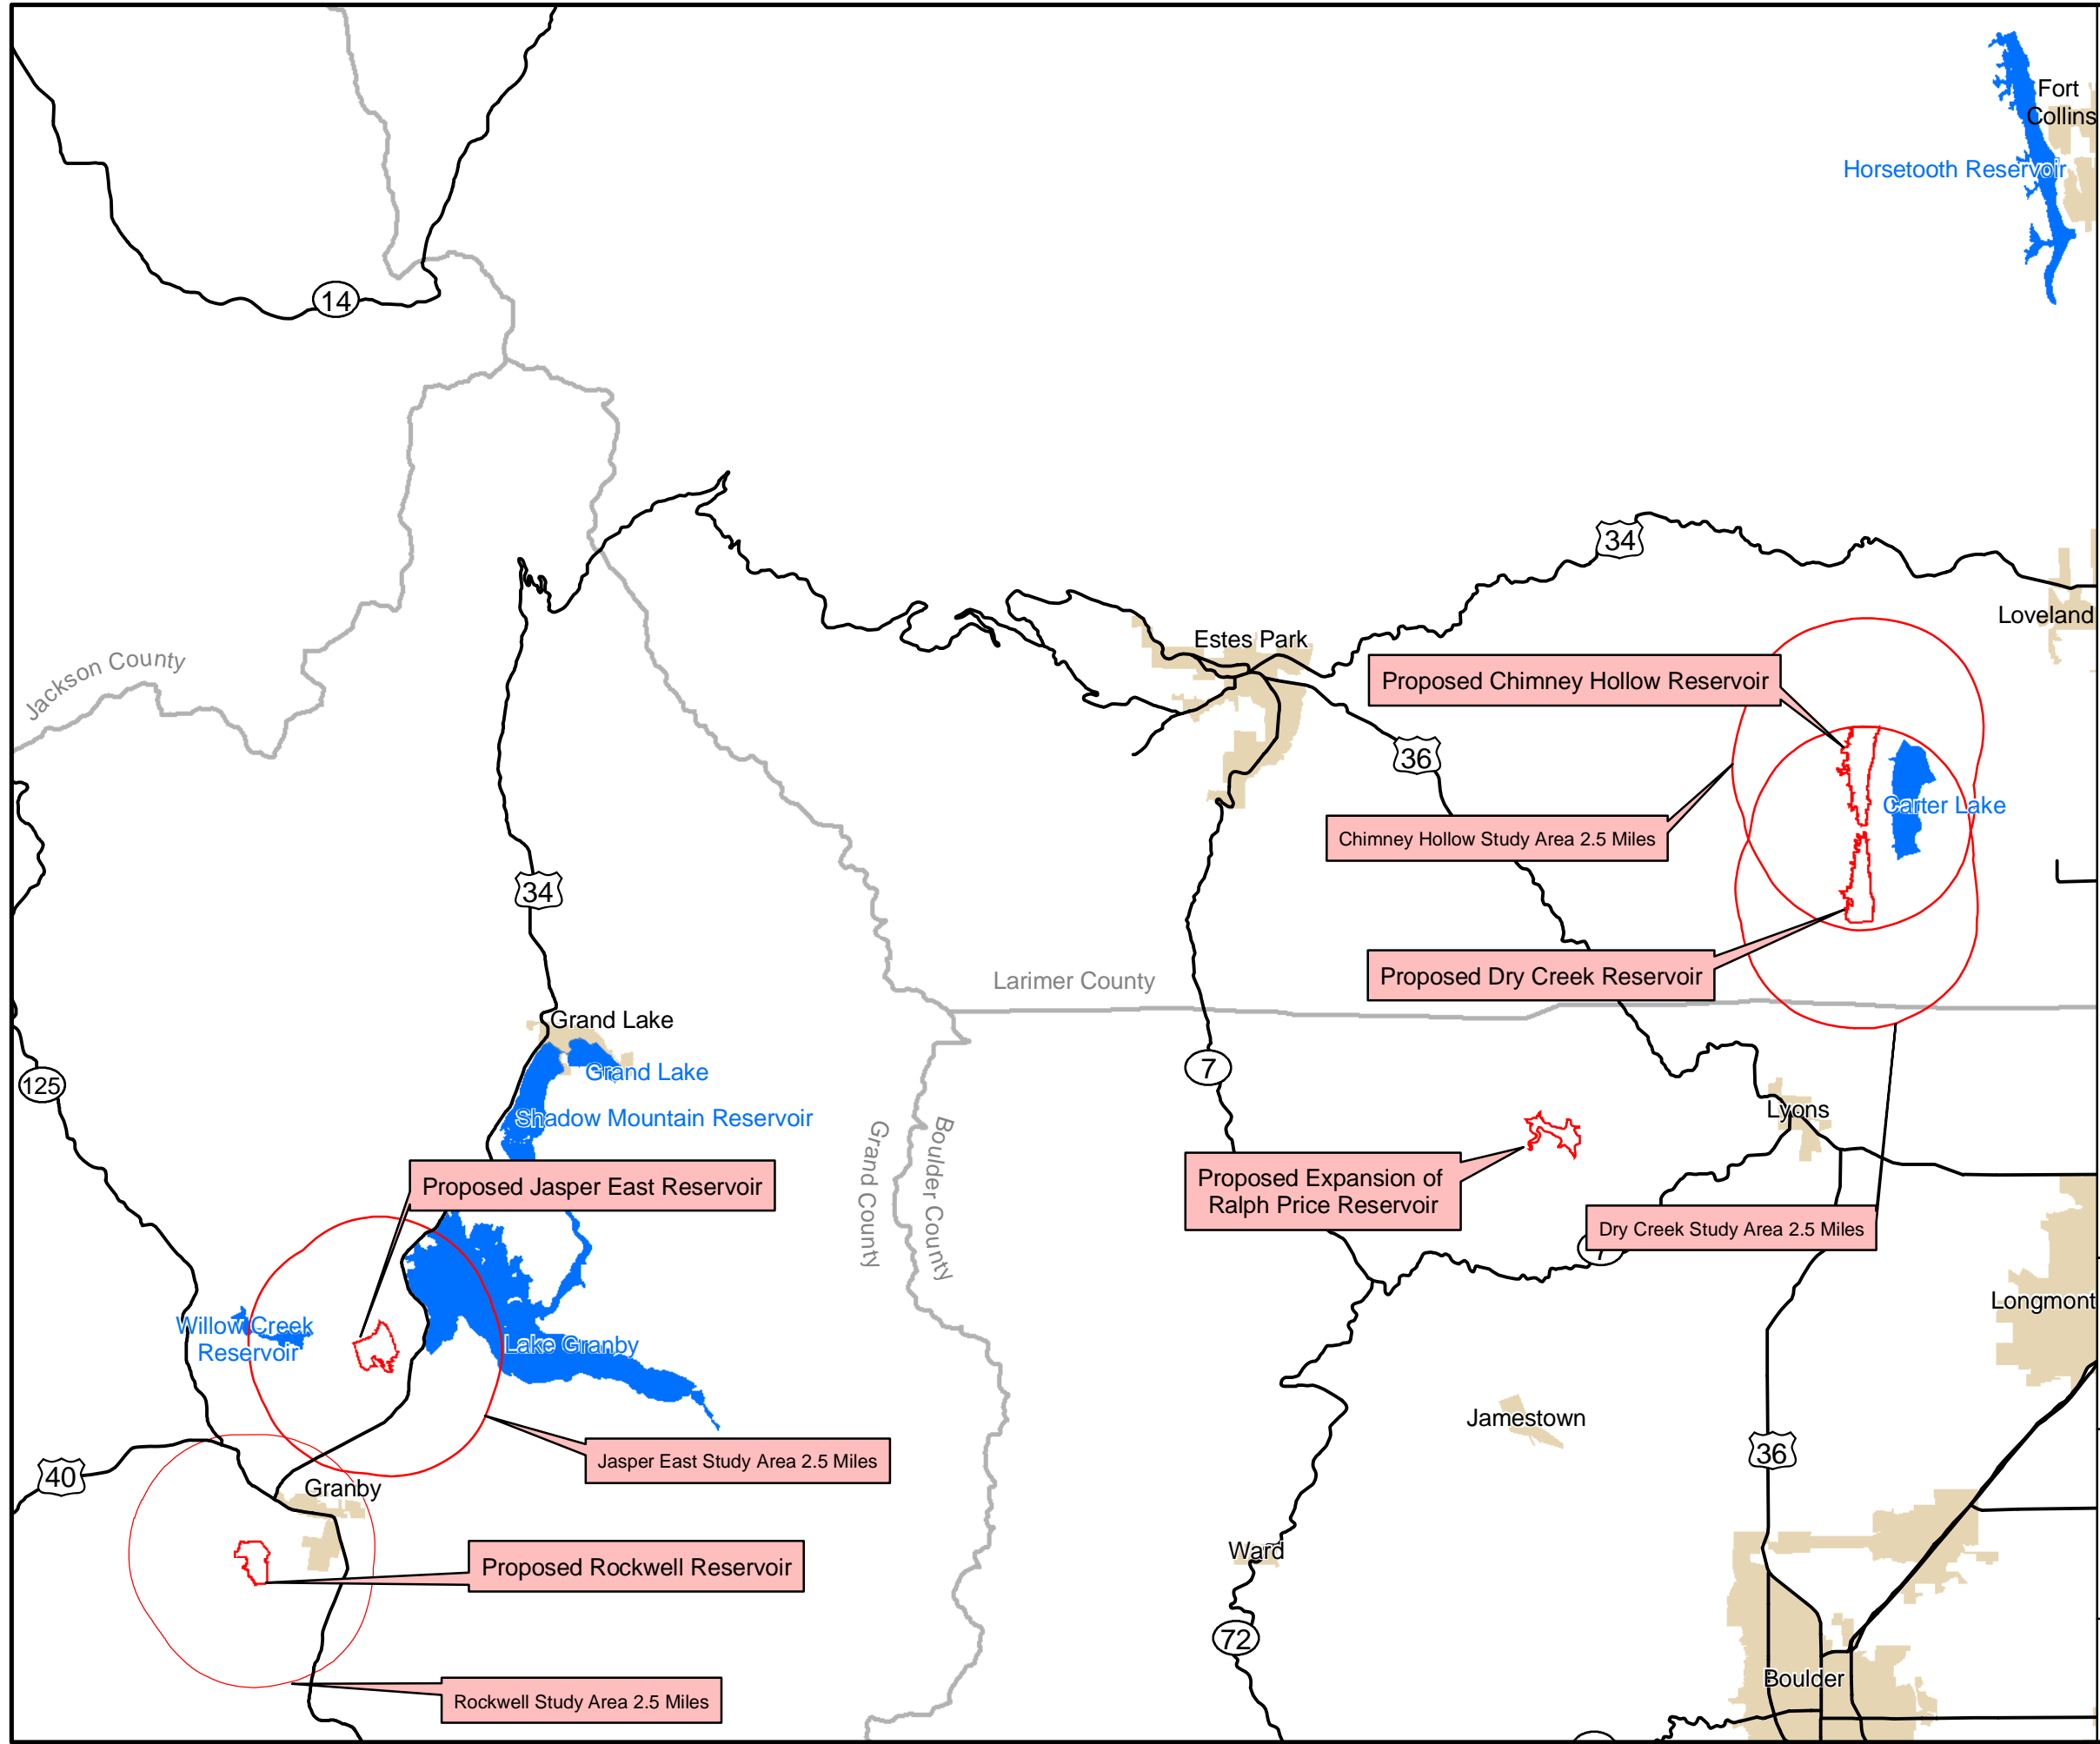 Fort
Collins
Horsetooth Reservoir
14
34
Loveland
Estes Park
Jackson County
Proposed Chimney Hollow Reservoir
36
Carter Lake
Chimney Hollow Study Area 2.5 Miles
34
Proposed Dry Creek Reservoir
Larimer County
Grand Lake
Grand Lake
7
125
Shadow Mountain Reservoir
Lyons
Grand County
Boulder County
Proposed Jasper East Reservoir
Proposed Expansion of
Ralph Price Reservoir
Dry Creek Study Area 2.5 Miles
Longmont
Willow Creek
Reservoir
Lake Granby
Jamestown
36
Jasper East Study Area 2.5 Miles
40
Granby
Ward
Proposed Rockwell Reservoir
72
Boulder
Rockwell Study Area 2.5 Miles